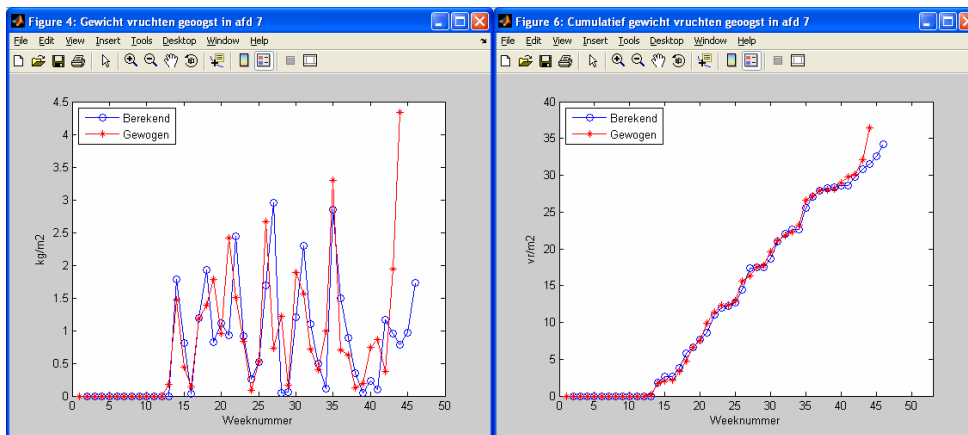 Figure 4: Gewicht vruchten geoogst in afd 7
File Edit View Insert Tools Desktop Window Help
4.5
4
3.5
3
2.5
2
1.5
1
0.5
0
kg/m2
Berekend
Gewogen
0 5 10 15 20 25 30 35 40 45 50
Weeknummer
Figure 6: Cumulatief gewicht vruchten geoogst in afd 7
File Edit View Insert Tools Desktop Window Help
40
35
30
25
20
15
10
5
0
vr/m2
Berekend
Gewogen
0 5 10 15 20 25 30 35 40 45 50
Weeknummer